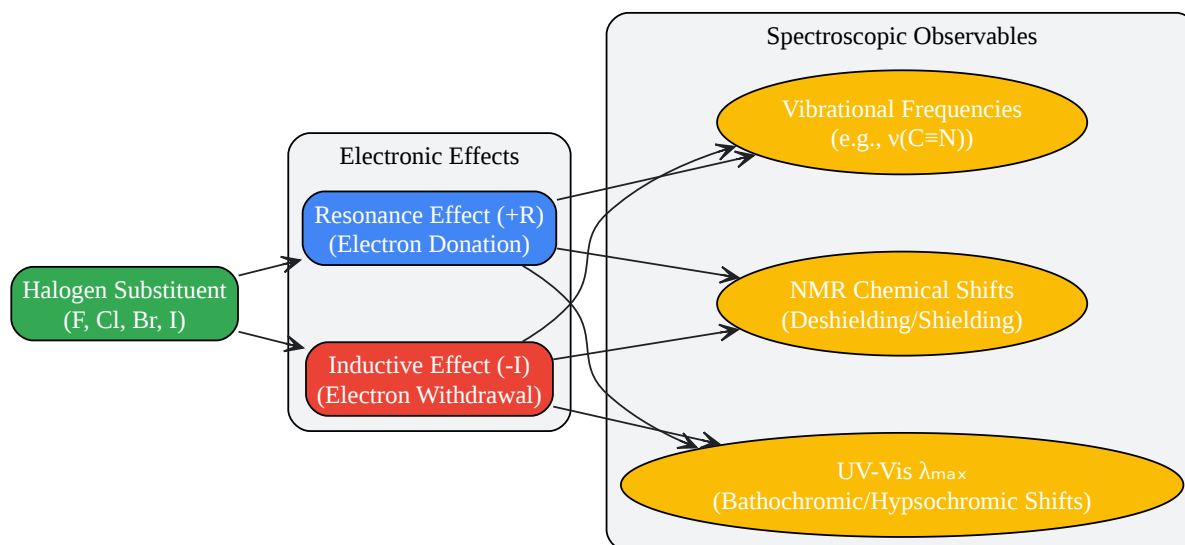 Spectroscopic Observables
Vibrational Frequencies
(e.g., ν(C≡N))
Electronic Effects
Resonance Effect (+R)
(Electron Donation)
Halogen Substituent
(F, Cl, Br, I)
NMR Chemical Shifts
(Deshielding/Shielding)
Inductive Effect (-I)
(Electron Withdrawal)
UV-Vis λₘₐₓ
(Bathochromic/Hypsochromic Shifts)